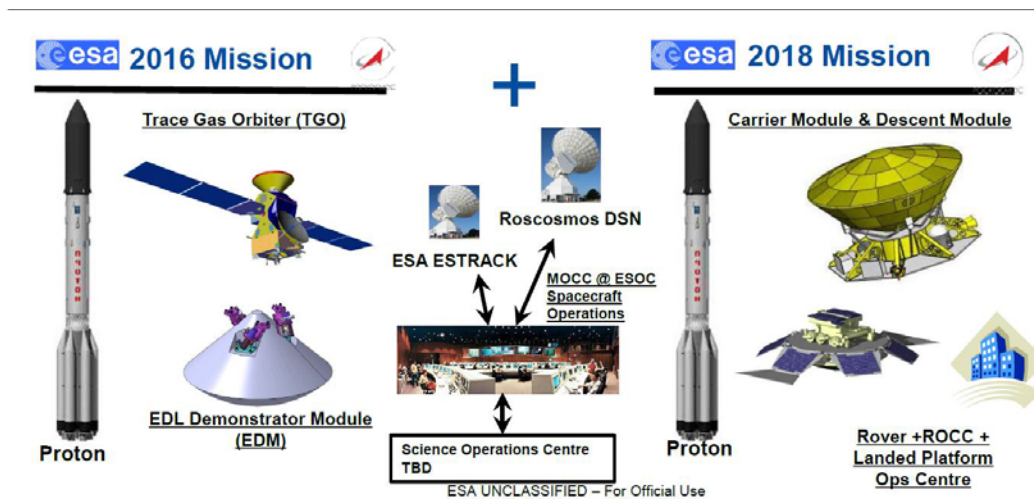 esa 2016 Mission
Trace Gas Orbiter (TGO)
ПРОТОН
EDL Demonstrator Module
(EDM)
Proton
+
Roscosmos DSN
ESA ESTRACK
MOCC @ ESOC
Spacecraft
Operations
Science Operations Centre
TBD
esa 2018 Mission
Carrier Module & Descent Module
ПРОТОН
Rover +ROCC +
Landed Platform
Ops Centre
Proton
ESA UNCLASSIFIED – For Official Use